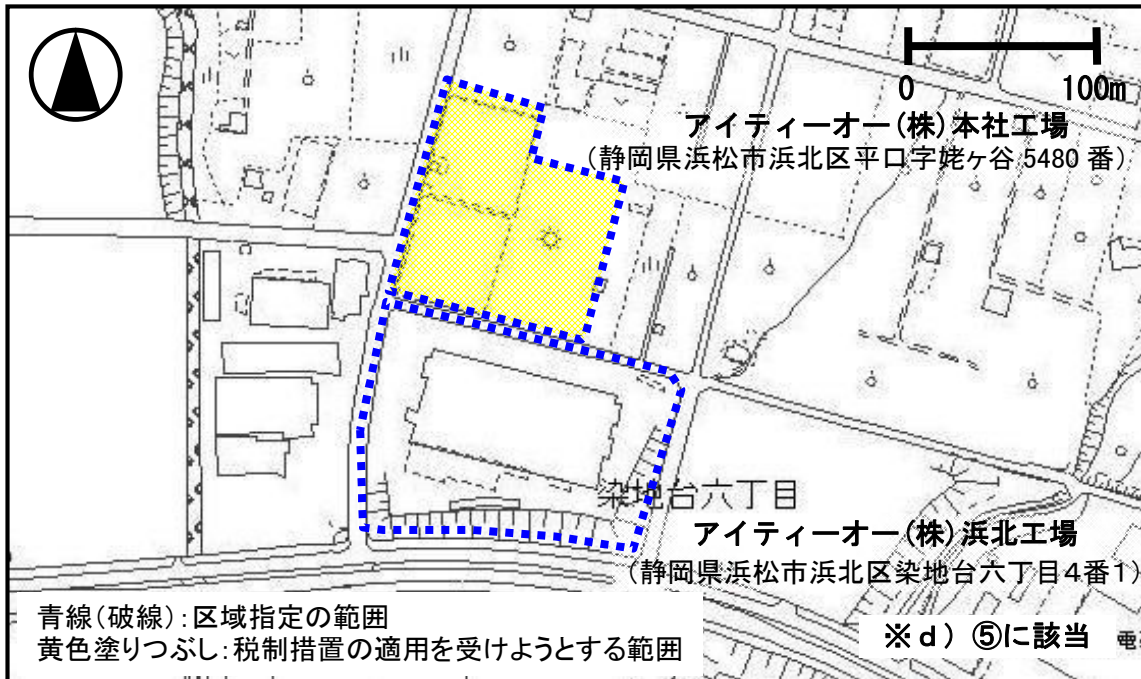 0 100m
アイティーオー(株)本社工場
(静岡県浜松市浜北区平口字姥ヶ谷 5480 番)
染地台六丁目
アイティーオー(株)浜北工場
(静岡県浜松市浜北区染地台六丁目4番1)
青線(破線):区域指定の範囲
黄色塗りつぶし:税制措置の適用を受けようとする範囲
※d) ⑤に該当
電